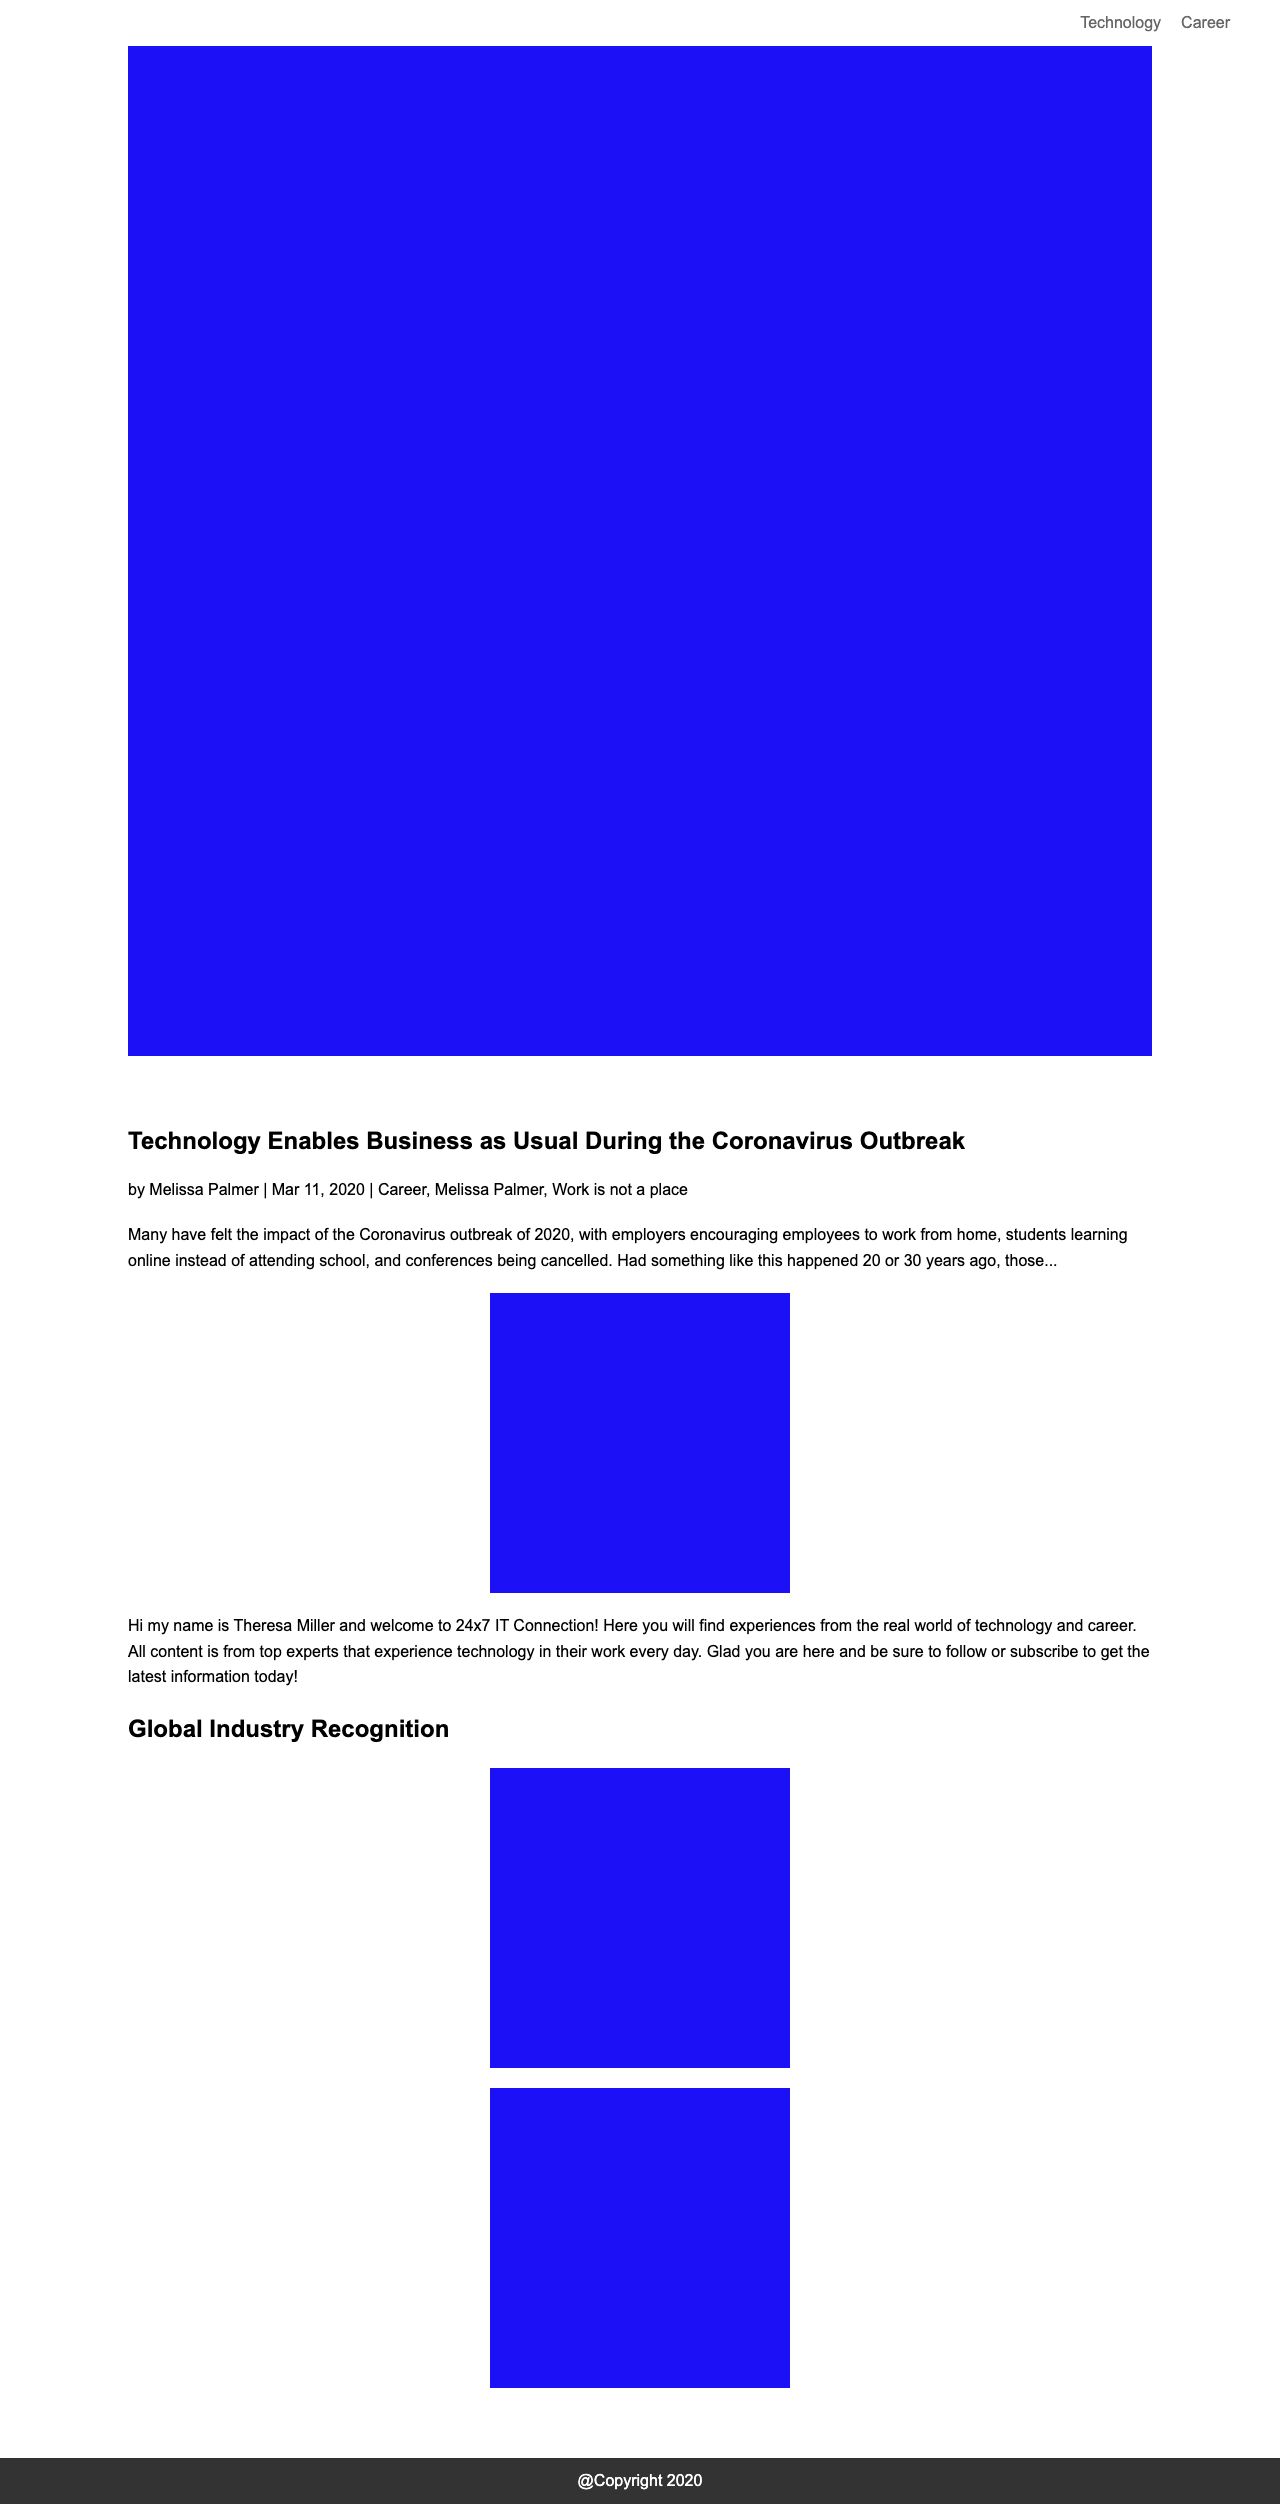 Technology Career
Technology Enables Business as Usual During the Coronavirus Outbreak
by Melissa Palmer | Mar 11, 2020 | Career, Melissa Palmer, Work is not a place
Many have felt the impact of the Coronavirus outbreak of 2020, with employers encouraging employees to work from home, students learning
online instead of attending school, and conferences being cancelled. Had something like this happened 20 or 30 years ago, those...
Hi my name is Theresa Miller and welcome to 24x7 IT Connection! Here you will find experiences from the real world of technology and career.
All content is from top experts that experience technology in their work every day. Glad you are here and be sure to follow or subscribe to get the
latest information today!
Global Industry Recognition
@Copyright 2020